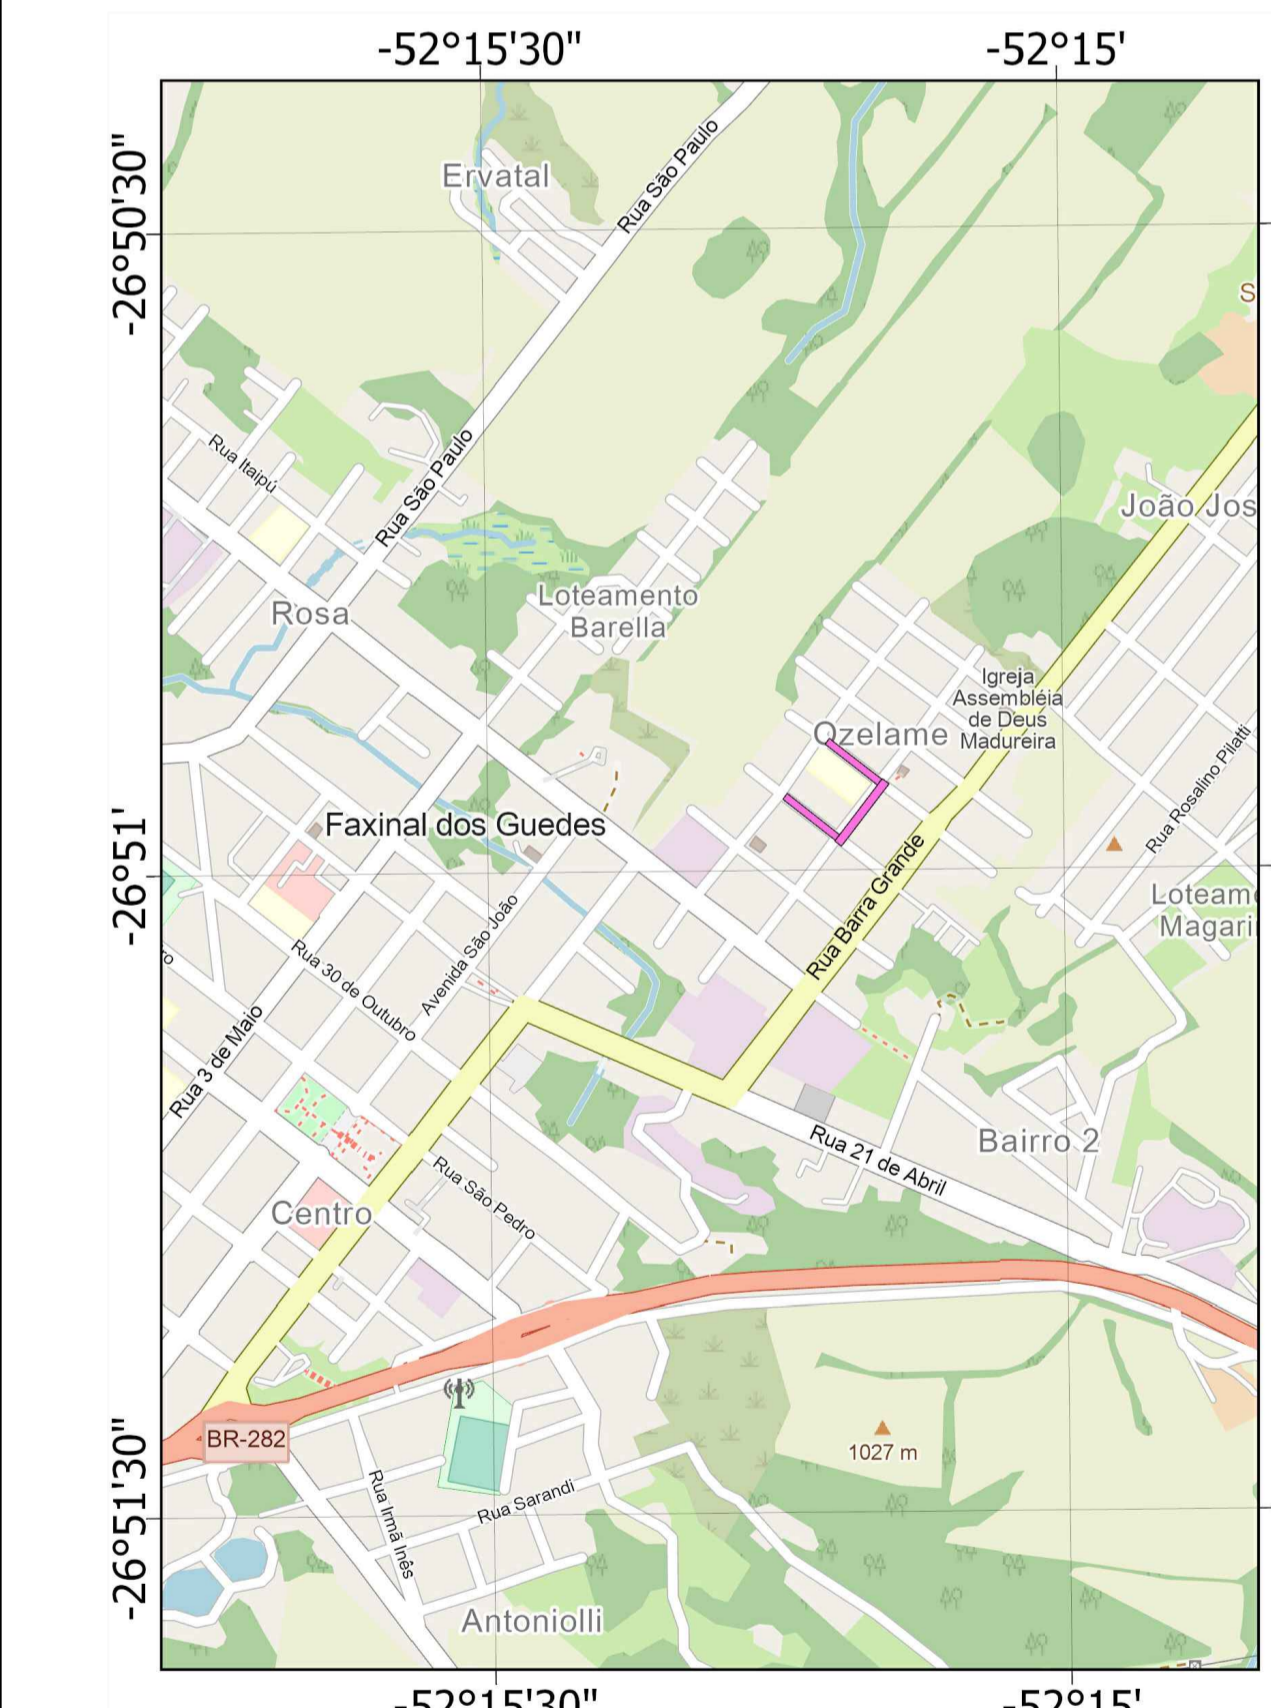 -52°15'30"
-52°15'
-26°50'30"
Ervatal
Rua São Paulo
S
Rua Itaipú
Rua São Paulo
João Jos
Rosa
Loteamento
Barella
Igreja
Assembléia
de Deus
Madureira
Ozelame
Rua Rosalino Pilatti
-26°51'
Faxinal dos Guedes
Rua Barra Grande
Loteame
Magari
Avenida São João
Rua 30 de Outubro
ro
Rua 3 de Maio
Rua 21 de Abril
Bairro 2
Rua São Pedro
Centro
BR-282
1027 m
-26°51'30"
Rua Irmã Inês
Rua Sarandi
Antoniolli
-52°15'30"
-52°15'